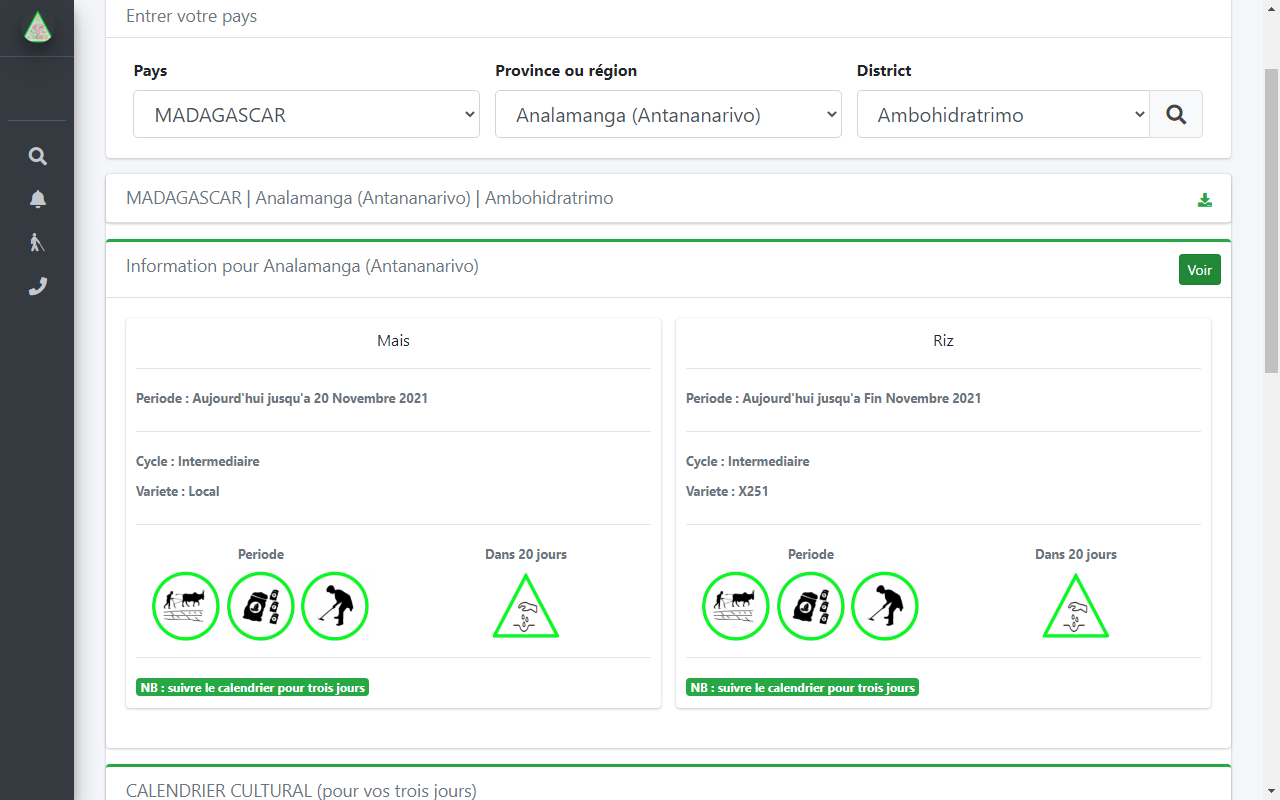 Entrer votre pays
Pays
Province ou région
District
MADAGASCAR
Analamanga (Antananarivo)
Ambohidratrimo
MADAGASCAR | Analamanga (Antananarivo) | Ambohidratrimo
Information pour Analamanga (Antananarivo)
Voir
Mais
Periode : Aujourd'hui jusqu'a 20 Novembre 2021
Cycle : Intermediaire
Variete : Local
Periode
Dans 20 jours
NB : suivre le calendrier pour trois jours
Riz
Periode : Aujourd'hui jusqu'a Fin Novembre 2021
Cycle : Intermediaire
Variete : X251
Periode
Dans 20 jours
NB : suivre le calendrier pour trois jours
CALENDRIER CULTURAL (pour vos trois jours)